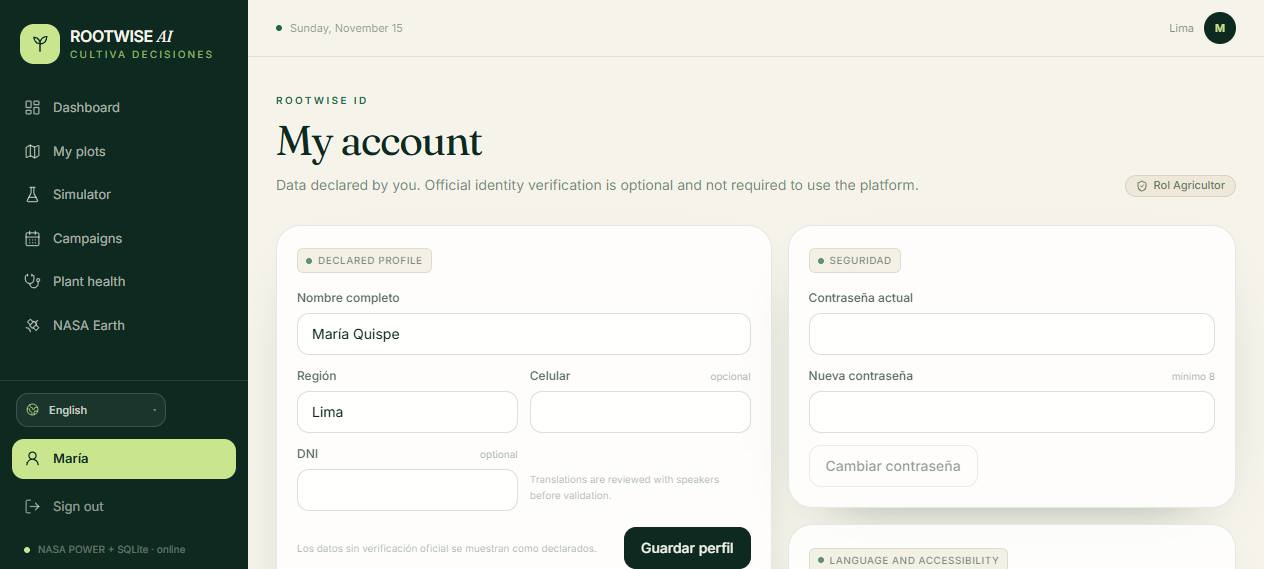 ROOTWISE AI
CULTIVA DECISIONES
Dashboard
My plots
Simulator
Campaigns
Plant health
NASA Earth
English
María
Sign out
NASA POWER + SQLite · online
Sunday, November 15
Lima
M
ROOTWISE ID
My account
Data declared by you. Official identity verification is optional and not required to use the platform.
Rol Agricultor
DECLARED PROFILE
Nombre completo
María Quispe
Región
Lima
Celular opcional
DNI optional
Translations are reviewed with speakers
before validation.
Los datos sin verificación oficial se muestran como declarados.
Guardar perfil
SEGURIDAD
Contraseña actual
Nueva contraseña mínimo 8
Cambiar contraseña
LANGUAGE AND ACCESSIBILITY